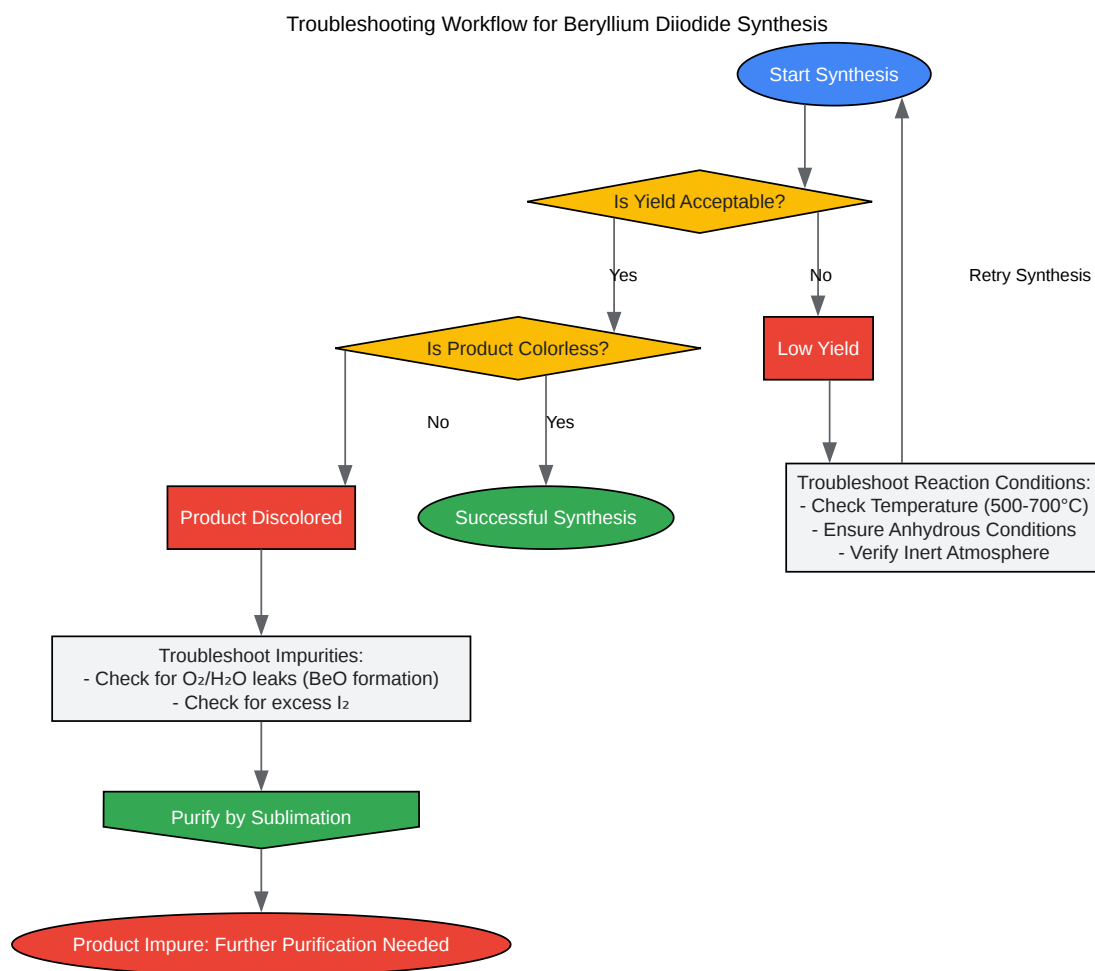 Troubleshooting Workflow for Beryllium Diiodide Synthesis
Start Synthesis
Is Yield Acceptable?
Yes
No
Retry Synthesis
Is Product Colorless?
Low Yield
No
Yes
Product Discolored
Successful Synthesis
Troubleshoot Reaction Conditions:
- Check Temperature (500-700°C)
- Ensure Anhydrous Conditions
- Verify Inert Atmosphere
Troubleshoot Impurities:
- Check for O₂/H₂O leaks (BeO formation)
- Check for excess I₂
Purify by Sublimation
Product Impure: Further Purification Needed